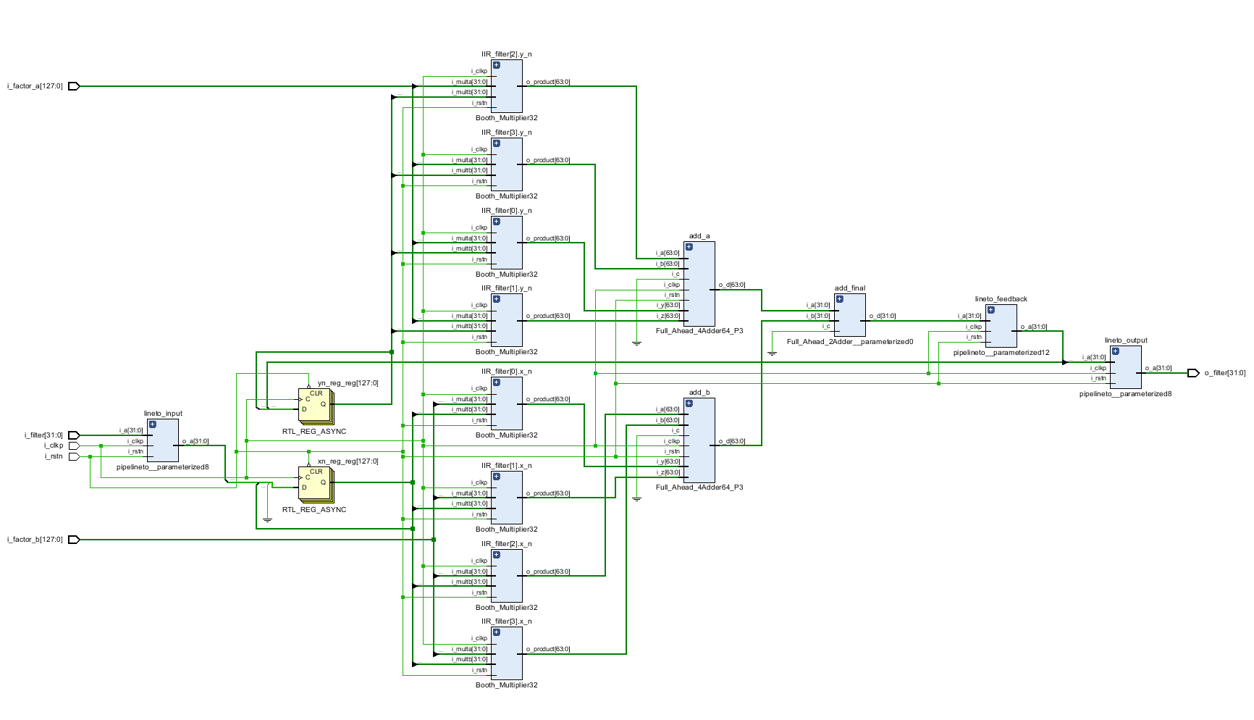 i_factor_a[127:0]
IIR_filter[2].y_n
i_clkp
i_multa[31:0]
i_multb[31:0]
i_rstn
o_product[63:0]
Booth_Multiplier32
IIR_filter[3].y_n
i_clkp
i_multa[31:0]
i_multb[31:0]
i_rstn
o_product[63:0]
Booth_Multiplier32
IIR_filter[0].y_n
i_clkp
i_multa[31:0]
i_multb[31:0]
i_rstn
o_product[63:0]
Booth_Multiplier32
IIR_filter[1].y_n
i_clkp
i_multa[31:0]
i_multb[31:0]
i_rstn
o_product[63:0]
Booth_Multiplier32
add_a
i_a[63:0]
i_b[63:0]
i_c
i_clkp
i_rstn
i_y[63:0]
i_z[63:0]
o_d[63:0]
Full_Ahead_4Adder64_P3
add_final
i_a[31:0]
i_b[31:0]
i_c
o_d[31:0]
Full_Ahead_2Adder__parameterized0
lineto_feedback
i_a[31:0]
i_clkp
i_rstn
o_a[31:0]
pipelineto__parameterized12
lineto_output
i_a[31:0]
i_clkp
i_rstn
o_a[31:0]
pipelineto__parameterized8
o_filter[31:0]
yn_reg_reg[127:0]
CLR
C
D
Q
RTL_REG_ASYNC
lineto_input
i_filter[31:0]
i_clkp
i_rstn
i_a[31:0]
i_clkp
i_rstn
o_a[31:0]
pipelineto__parameterized8
xn_reg_reg[127:0]
CLR
C
D
Q
RTL_REG_ASYNC
i_factor_b[127:0]
IIR_filter[0].x_n
i_clkp
i_multa[31:0]
i_multb[31:0]
i_rstn
o_product[63:0]
Booth_Multiplier32
add_b
i_a[63:0]
i_b[63:0]
i_c
i_clkp
i_rstn
i_y[63:0]
i_z[63:0]
o_d[63:0]
Full_Ahead_4Adder64_P3
IIR_filter[1].x_n
i_clkp
i_multa[31:0]
i_multb[31:0]
i_rstn
o_product[63:0]
Booth_Multiplier32
IIR_filter[2].x_n
i_clkp
i_multa[31:0]
i_multb[31:0]
i_rstn
o_product[63:0]
Booth_Multiplier32
IIR_filter[3].x_n
i_clkp
i_multa[31:0]
i_multb[31:0]
i_rstn
o_product[63:0]
Booth_Multiplier32